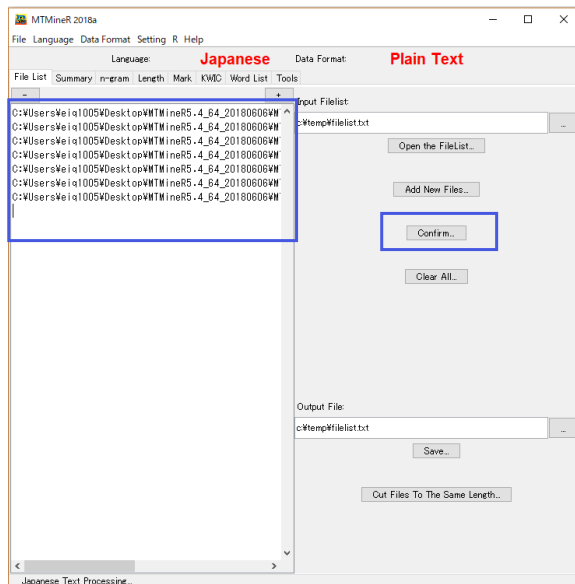 MTMineR 2018a
File Language Data Format Setting R Help
Language: Japanese Data Format: Plain Text
File List Summary n-gram Length Mark KWIC Word List Tools
- +
Input Filelist:
C:¥Users¥eiq1005¥Desktop¥MTMineR5.4_64_20180606¥M
c:¥temp¥filelist.txt ...
C:¥Users¥eiq1005¥Desktop¥MTMineR5.4_64_20180606¥M
C:¥Users¥eiq1005¥Desktop¥MTMineR5.4_64_20180606¥M
Open the FileList...
C:¥Users¥eiq1005¥Desktop¥MTMineR5.4_64_20180606¥M
C:¥Users¥eiq1005¥Desktop¥MTMineR5.4_64_20180606¥M
C:¥Users¥eiq1005¥Desktop¥MTMineR5.4_64_20180606¥M
Add New Files...
C:¥Users¥eiq1005¥Desktop¥MTMineR5.4_64_20180606¥M
Confirm...
Clear All...
Output File:
c:¥temp¥filelist.txt ...
Save...
Cut Files To The Same Length...
Japanese Text Processing...